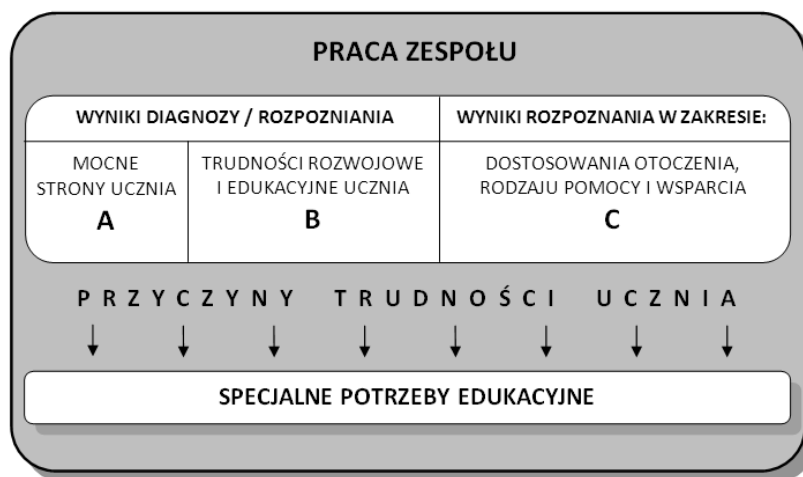 PRACA ZESPOŁU
WYNIKI DIAGNOZY / ROZPOZNIANIA
WYNIKI ROZPOZNANIA W ZAKRESIE:
MOCNE
STRONY UCZNIA
A
TRUDNOŚCI ROZWOJOWE
I EDUKACYJNE UCZNIA
B
DOSTOSOWANIA OTOCZENIA,
RODZAJU POMOCY I WSPARCIA
C
PRZYCZYNY TRUDNOŚCI UCZNIA
SPECJALNE POTRZEBY EDUKACYJNE